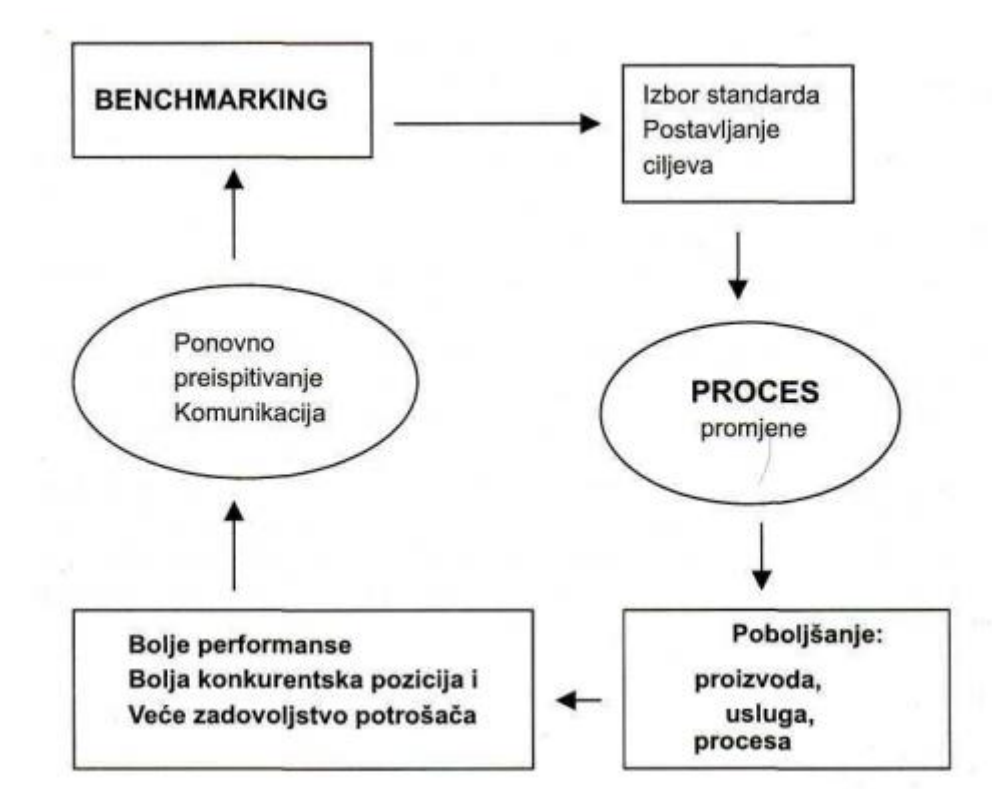 BENCHMARKING
Izbor standarda
Postavljanje
ciljeva
PROCES
promjene
Poboljšanje:
proizvoda,
usluga,
procesa
Bolje performanse
Bolja konkurentska pozicija i
Veće zadovoljstvo potrošača
Ponovno
preispitivanje
Komunikacija